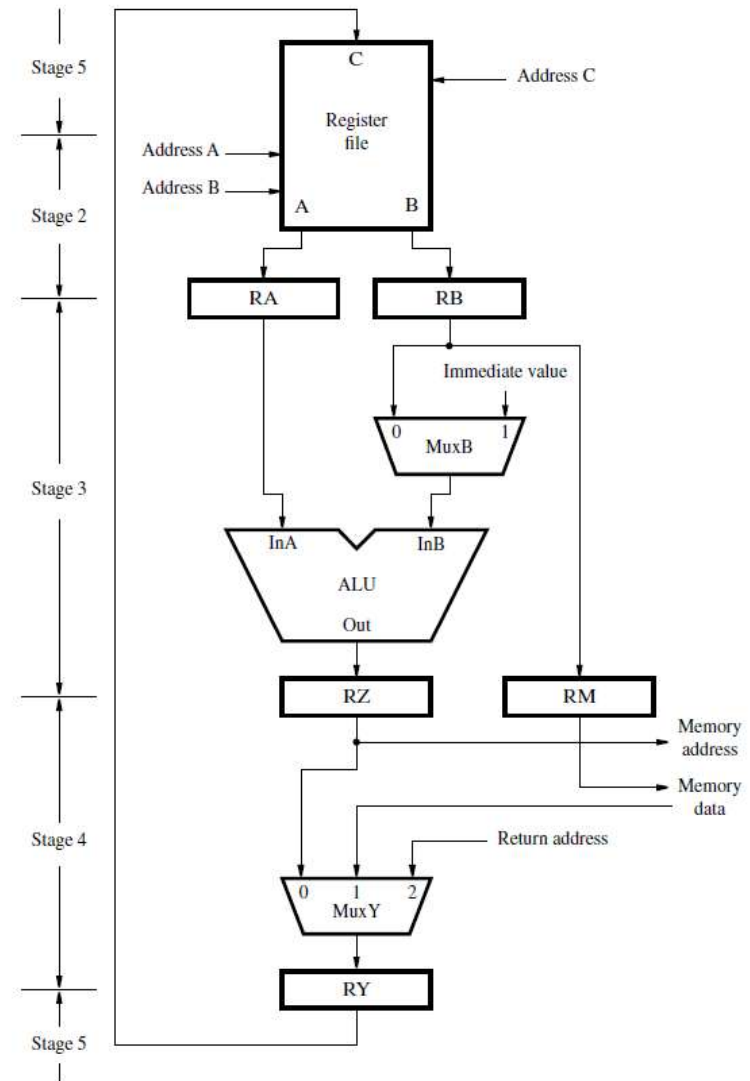 Stage 5
C
Address C
Register
file
Address A
Address B
A
B
Stage 2
RA
RB
Immediate value
0
1
MuxB
Stage 3
InA
InB
ALU
Out
RZ
RM
Memory
address
Memory
data
Stage 4
Return address
0
1
2
MuxY
RY
Stage 5